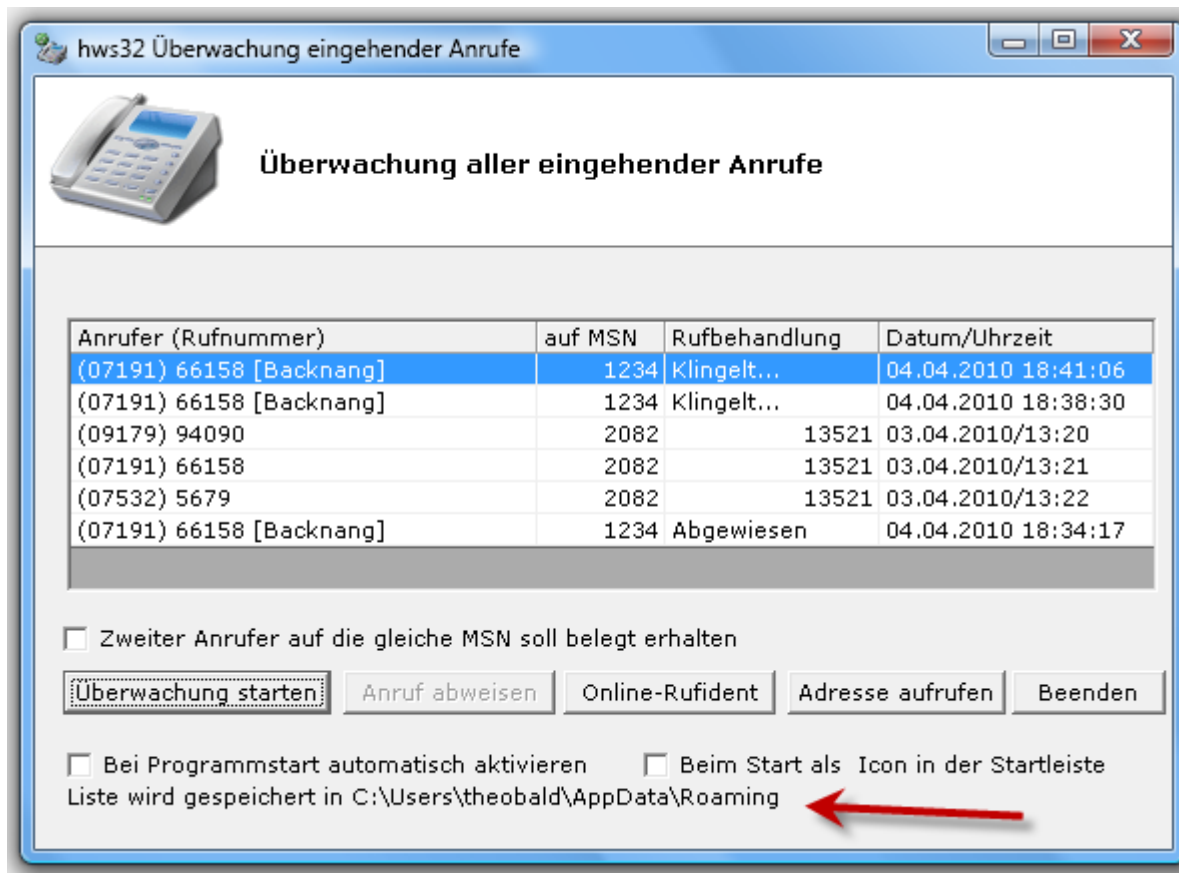 hws32 Überwachung eingehender Anrufe
Überwachung aller eingehender Anrufe
Anrufer (Rufnummer) auf MSN Rufbehandlung Datum/Uhrzeit
(07191) 66158 [Backnang] 1234 Klingelt... 04.04.2010 18:41:06
(07191) 66158 [Backnang] 1234 Klingelt... 04.04.2010 18:38:30
(09179) 94090 2082 13521 03.04.2010/13:20
(07191) 66158 2082 13521 03.04.2010/13:21
(07532) 5679 2082 13521 03.04.2010/13:22
(07191) 66158 [Backnang] 1234 Abgewiesen 04.04.2010 18:34:17
Zweiter Anrufer auf die gleiche MSN soll belegt erhalten
Überwachung starten Anruf abweisen Online-Rufident Adresse aufrufen Beenden
Bei Programmstart automatisch aktivieren Beim Start als Icon in der Startleiste
Liste wird gespeichert in C:\Users\theobald\AppData\Roaming